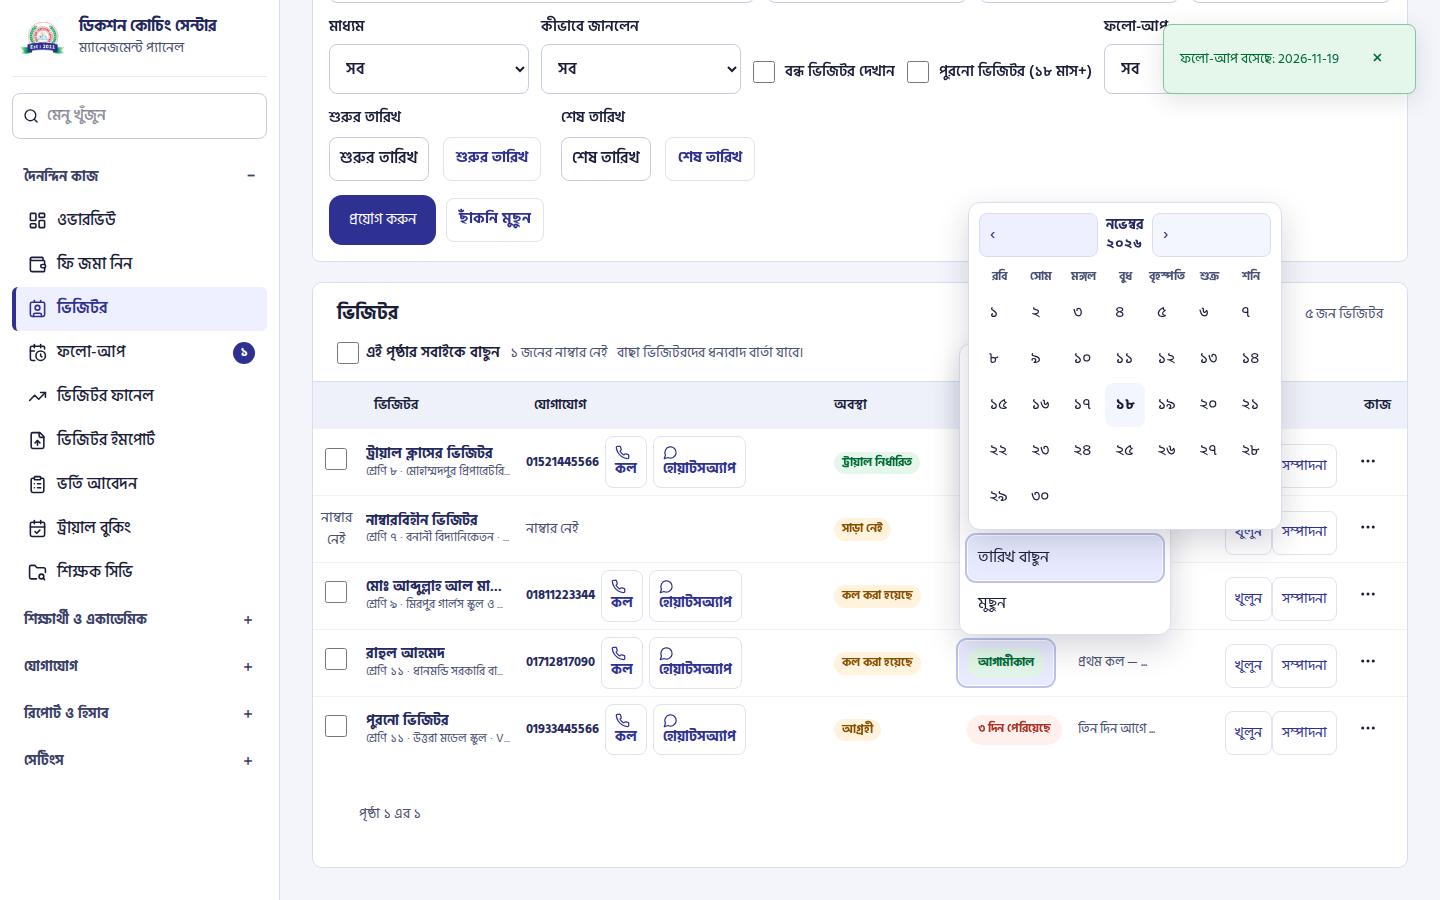 ডিকশন কোচিং সেন্টার
ম্যানেজমেন্ট প্যানেল
Est : 2011
মেনু খুঁজুন
দৈনন্দিন কাজ −
ওভারভিউ
ফি জমা নিন
ভিজিটর
ফলো-আপ ১
ভিজিটর ফানেল
ভিজিটর ইমপোর্ট
ভর্তি আবেদন
ট্রায়াল বুকিং
শিক্ষক সিভি
শিক্ষার্থী ও একাডেমিক +
যোগাযোগ +
রিপোর্ট ও হিসাব +
সেটিংস +
মাধ্যম
কীভাবে জানলেন
ফলো-আপ
সব
সব
বন্ধ ভিজিটর দেখান
পুরনো ভিজিটর (১৮ মাস+)
সব
ফলো-আপ বসেছে: 2026-11-19 ×
শুরুর তারিখ
শেষ তারিখ
শুরুর তারিখ শুরুর তারিখ শেষ তারিখ শেষ তারিখ
প্রয়োগ করুন ছাঁকনি মুছুন
‹ নভেম্বর ২০২৬ ›
রবি সোম মঙ্গল বুধ বৃহস্পতি শুক্র শনি
১ ২ ৩ ৪ ৫ ৬ ৭
৮ ৯ ১০ ১১ ১২ ১৩ ১৪
১৫ ১৬ ১৭ ১৮ ১৯ ২০ ২১
২২ ২৩ ২৪ ২৫ ২৬ ২৭ ২৮
২৯ ৩০
তারিখ বাছুন
মুছুন
ভিজিটর
৫ জন ভিজিটর
এই পৃষ্ঠার সবাইকে বাছুন ১ জনের নাম্বার নেই বাছা ভিজিটরদের ধন্যবাদ বার্তা যাবে।
ভিজিটর যোগাযোগ অবস্থা কাজ
ট্রায়াল ক্লাসের ভিজিটর
শ্রেণি ৮ · মোহাম্মদপুর প্রিপারেটরি...
01521445566 কল হোয়াটসঅ্যাপ ট্রায়াল নির্ধারিত সম্পাদনা ···
নাম্বার নেই
নাম্বারবিহীন ভিজিটর
শ্রেণি ৭ · বনানী বিদ্যানিকেতন · ...
নাম্বার নেই সাড়া নেই খুলুন সম্পাদনা ···
মোঃ আব্দুল্লাহ আল মা...
শ্রেণি ৯ · মিরপুর গার্লস স্কুল ও ...
01811223344 কল হোয়াটসঅ্যাপ কল করা হয়েছে খুলুন সম্পাদনা ···
রাহুল আহমেদ
শ্রেণি ১১ · ধানমন্ডি সরকারি বা...
01712817090 কল হোয়াটসঅ্যাপ কল করা হয়েছে আগামীকাল প্রথম কল — ... খুলুন সম্পাদনা ···
পুরনো ভিজিটর
শ্রেণি ১১ · উত্তরা মডেল স্কুল · V...
01933445566 কল হোয়াটসঅ্যাপ আগ্রহী ৩ দিন পেরিয়েছে তিন দিন আগে ... খুলুন সম্পাদনা ···
পৃষ্ঠা ১ এর ১